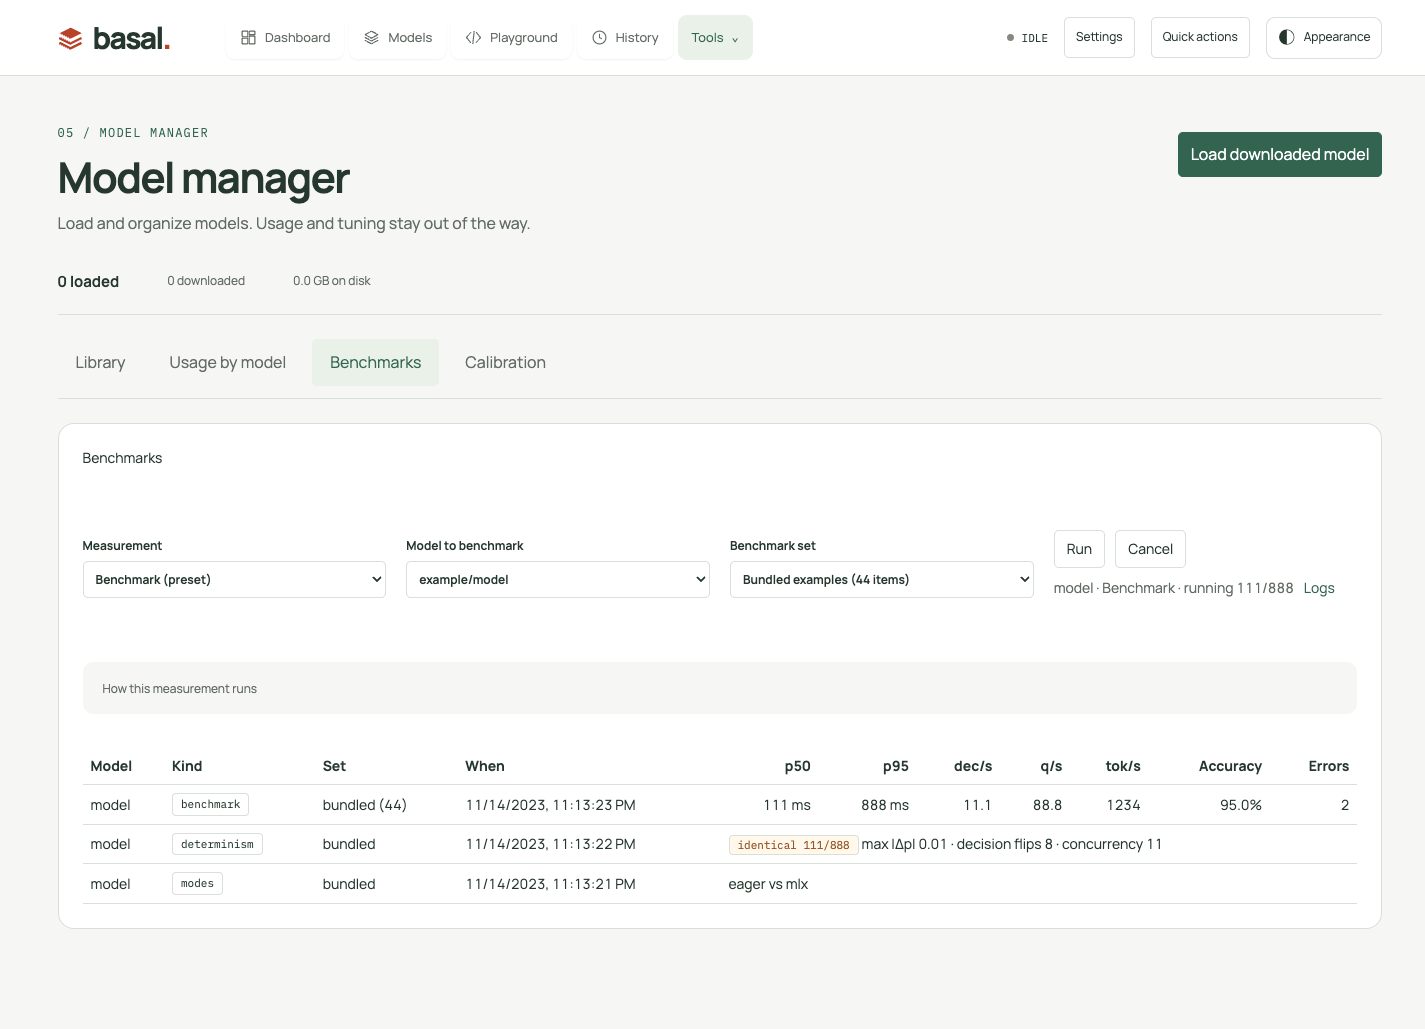 basal.
Dashboard
Models
Playground
History
Tools
IDLE
Settings
Quick actions
Appearance
05 / MODEL MANAGER
Model manager
Load and organize models. Usage and tuning stay out of the way.
Load downloaded model
0 loaded 0 downloaded 0.0 GB on disk
Library Usage by model Benchmarks Calibration
Benchmarks
Measurement
Benchmark (preset)
Model to benchmark
example/model
Benchmark set
Bundled examples (44 items)
Run Cancel
model · Benchmark · running 111/888 Logs
How this measurement runs
Model Kind Set When p50 p95 dec/s q/s tok/s Accuracy Errors
model benchmark bundled (44) 11/14/2023, 11:13:23 PM 111 ms 888 ms 11.1 88.8 1234 95.0% 2
model determinism bundled 11/14/2023, 11:13:22 PM identical 111/888 max |Δp| 0.01 · decision flips 8 · concurrency 11
model modes bundled 11/14/2023, 11:13:21 PM eager vs mlx